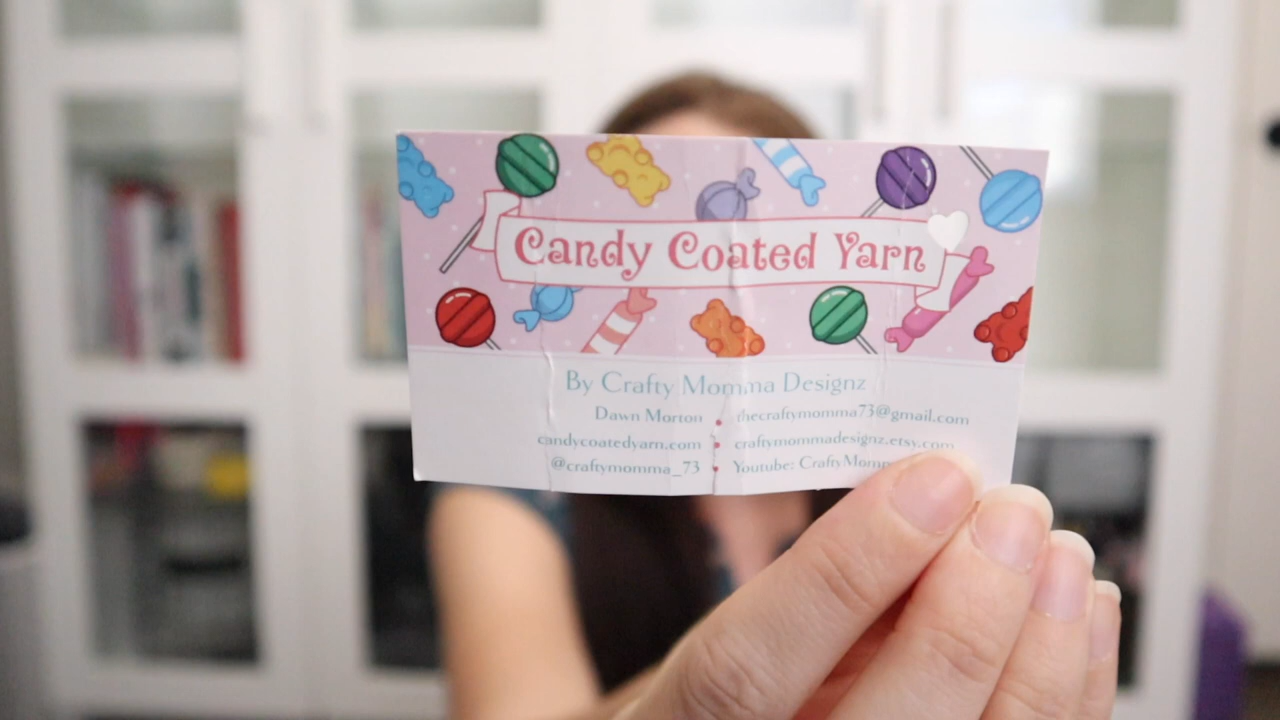 Candy Coated Yarn
By Crafty Momma Designz
Dawn Morton
thecraftymomma73@gmail.com
candycoatedyarn.com
craftymommadesignz.etsy.com
@craftymomma_73
Youtube: